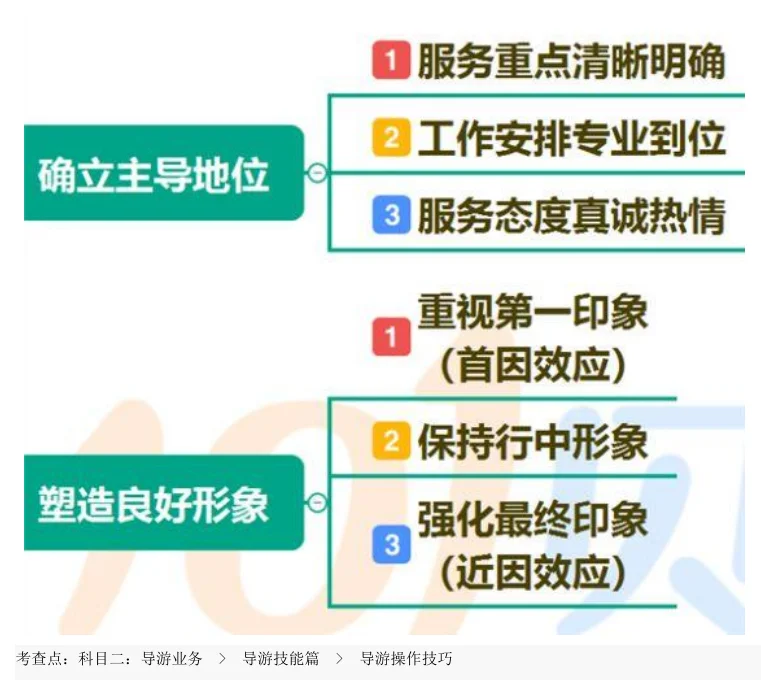 确立主导地位
1 服务重点清晰明确
2 工作安排专业到位
3 服务态度真诚热情
塑造良好形象
1 重视第一印象
（首因效应）
2 保持行中形象
3 强化最终印象
（近因效应）
考查点：科目二：导游业务 > 导游技能篇 > 导游操作技巧